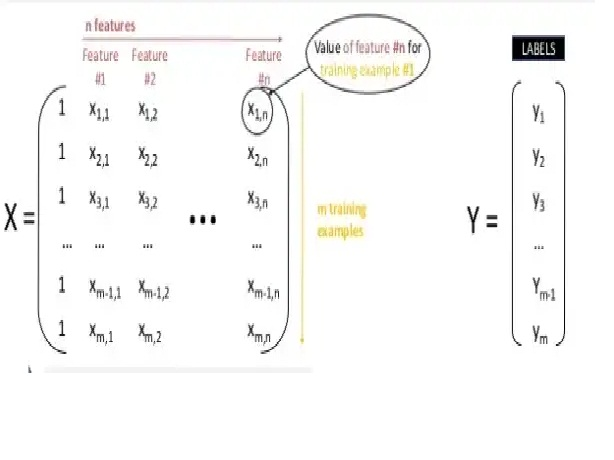 n features
Feature Feature Feature
#1 #2 #n
Value of feature #n for
training example #1
LABELS
X =
1 x1,1 x1,2 x1,n
1 x2,1 x2,2 x2,n
1 x3,1 x3,2 ... x3,n
... ... ... ...
1 xm-1,1 xm-1,2 xm-1,n
1 xm,1 xm,2 xm,n
m training
examples
Y =
y1
y2
y3
...
Ym-1
ym